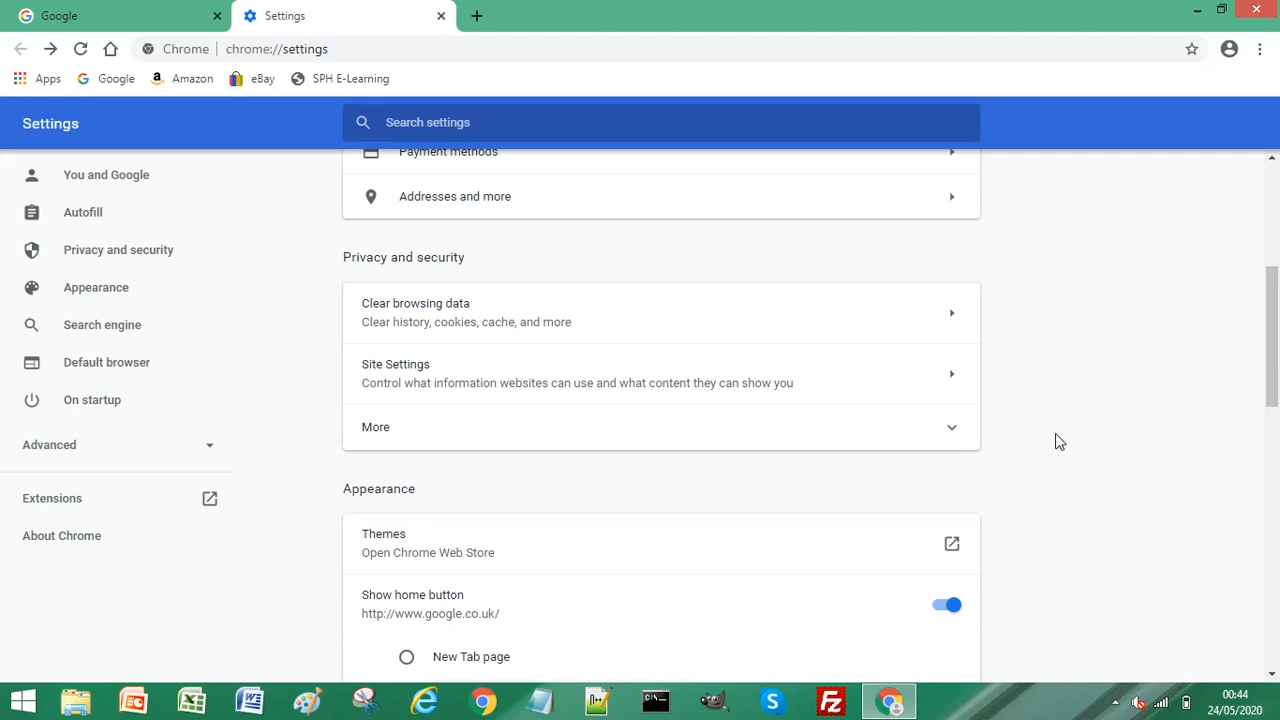 Google
Settings
Chrome
chrome://settings
Apps
Google
Amazon
eBay
SPH E-Learning
Settings
Search settings
You and Google
Autofill
Privacy and security
Appearance
Search engine
Default browser
On startup
Advanced
Extensions
About Chrome
Payment methods
Addresses and more
Privacy and security
Clear browsing data
Clear history, cookies, cache, and more
Site Settings
Control what information websites can use and what content they can show you
More
Appearance
Themes
Open Chrome Web Store
Show home button
http://www.google.co.uk/
New Tab page
00:44
24/05/2020